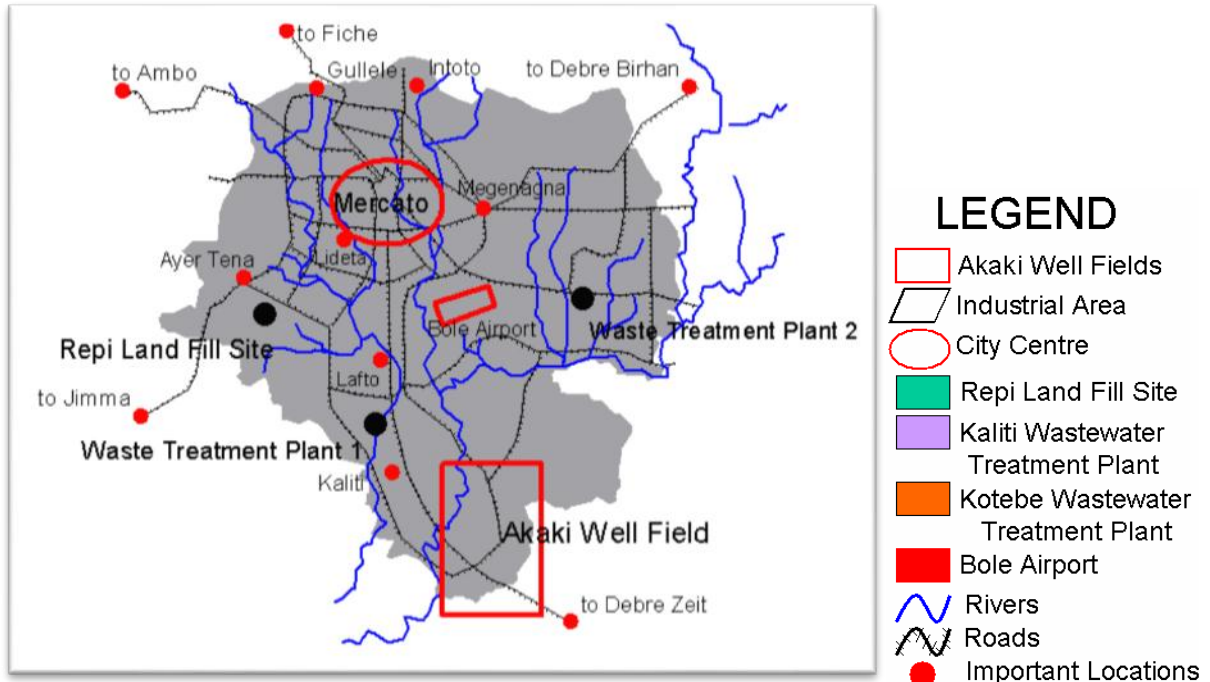 to Fiche
to Ambo
Gullele
Intoto
to Debre Birhan
Mercato
Megenagna
Lideta
Ayer Tena
Bole Airport
Waste Treatment Plant 2
Repi Land Fill Site
Lafto
to Jimma
Waste Treatment Plant 1
Kaliti
Akaki Well Field
to Debre Zeit
LEGEND
Akaki Well Fields
Industrial Area
City Centre
Repi Land Fill Site
Kaliti Wastewater
Treatment Plant
Kotebe Wastewater
Treatment Plant
Bole Airport
Rivers
Roads
Important Locations